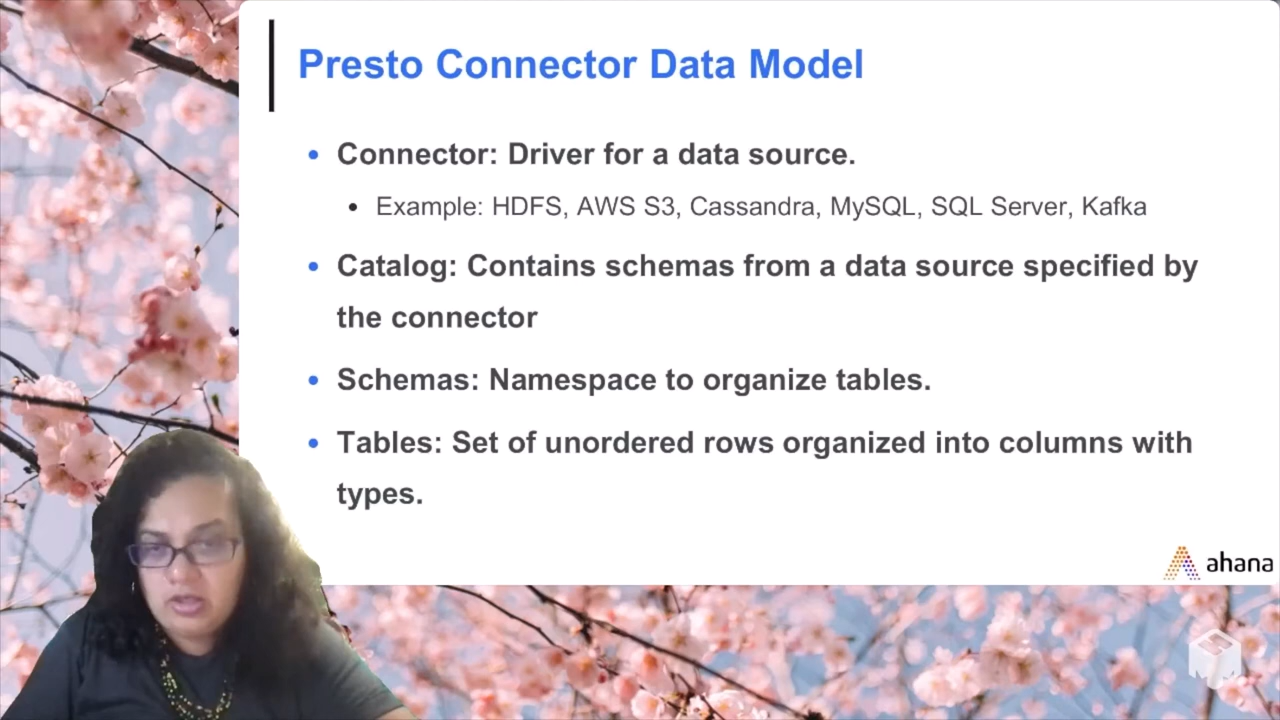 Presto Connector Data Model
• Connector: Driver for a data source.
• Example: HDFS, AWS S3, Cassandra, MySQL, SQL Server, Kafka
• Catalog: Contains schemas from a data source specified by
the connector
• Schemas: Namespace to organize tables.
• Tables: Set of unordered rows organized into columns with
types.
ahana